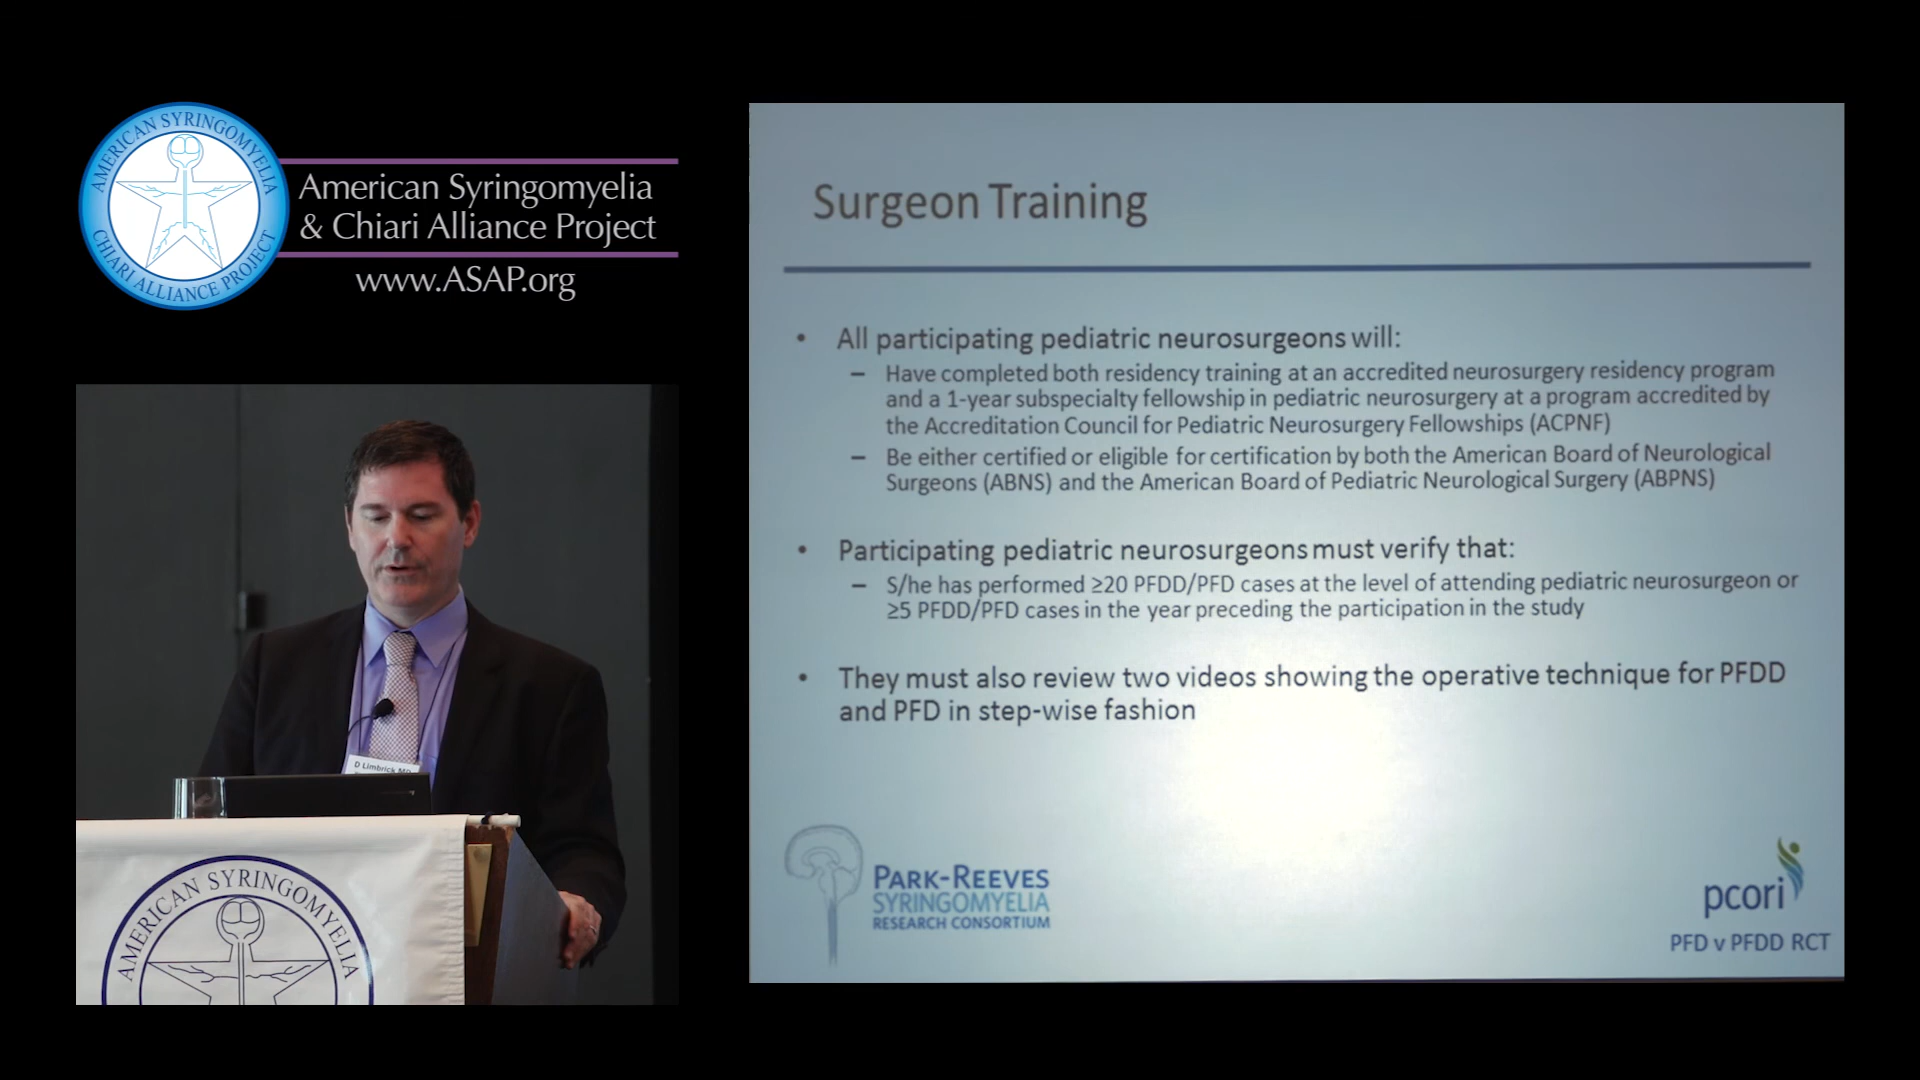 AMERICAN SYRINGOMYELIA
CHIARI ALLIANCE PROJECT
American Syringomyelia
& Chiari Alliance Project
www.ASAP.org
D Limbrick MD
AMERICAN SYRINGOMYELIA
Surgeon Training
• All participating pediatric neurosurgeons will:
– Have completed both residency training at an accredited neurosurgery residency program
and a 1-year subspecialty fellowship in pediatric neurosurgery at a program accredited by
the Accreditation Council for Pediatric Neurosurgery Fellowships (ACPNF)
– Be either certified or eligible for certification by both the American Board of Neurological
Surgeons (ABNS) and the American Board of Pediatric Neurological Surgery (ABPNS)
• Participating pediatric neurosurgeons must verify that:
– S/he has performed ≥20 PFDD/PFD cases at the level of attending pediatric neurosurgeon or
≥5 PFDD/PFD cases in the year preceding the participation in the study
• They must also review two videos showing the operative technique for PFDD
and PFD in step-wise fashion
PARK-REEVES
SYRINGOMYELIA
RESEARCH CONSORTIUM
pcori
PFD v PFDD RCT